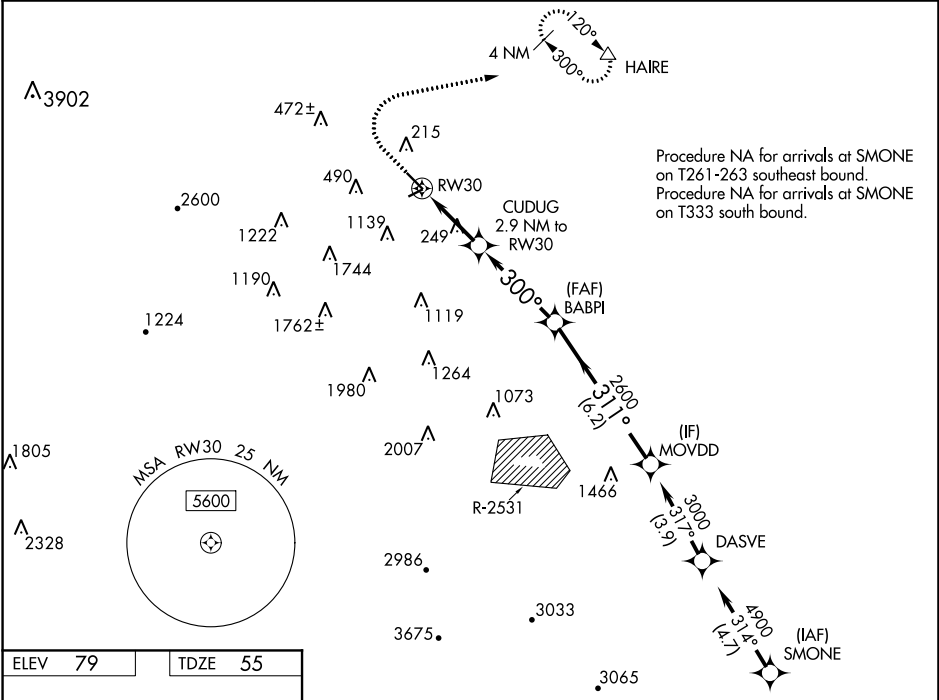 120°
4 NM
300°
HAIRE
3902
472±
215
Procedure NA for arrivals at SMONE
on T261-263 southeast bound.
Procedure NA for arrivals at SMONE
on T333 south bound.
490
RW30
2600
CUDUG
2.9 NM to
RW30
1222
1139
249
1744
1190
300°
(FAF)
BABPI
1762±
1119
1224
1264
1980
1073
2600
311°
(6.2)
2007
(IF)
MOVDD
1805
MSA RW30 25 NM
5600
R-2531
1466
3000
317°
(3.9)
DASVE
2328
2986
3033
3675
4900
314°
(4.7)
(IAF)
SMONE
3065
ELEV 79
TDZE 55